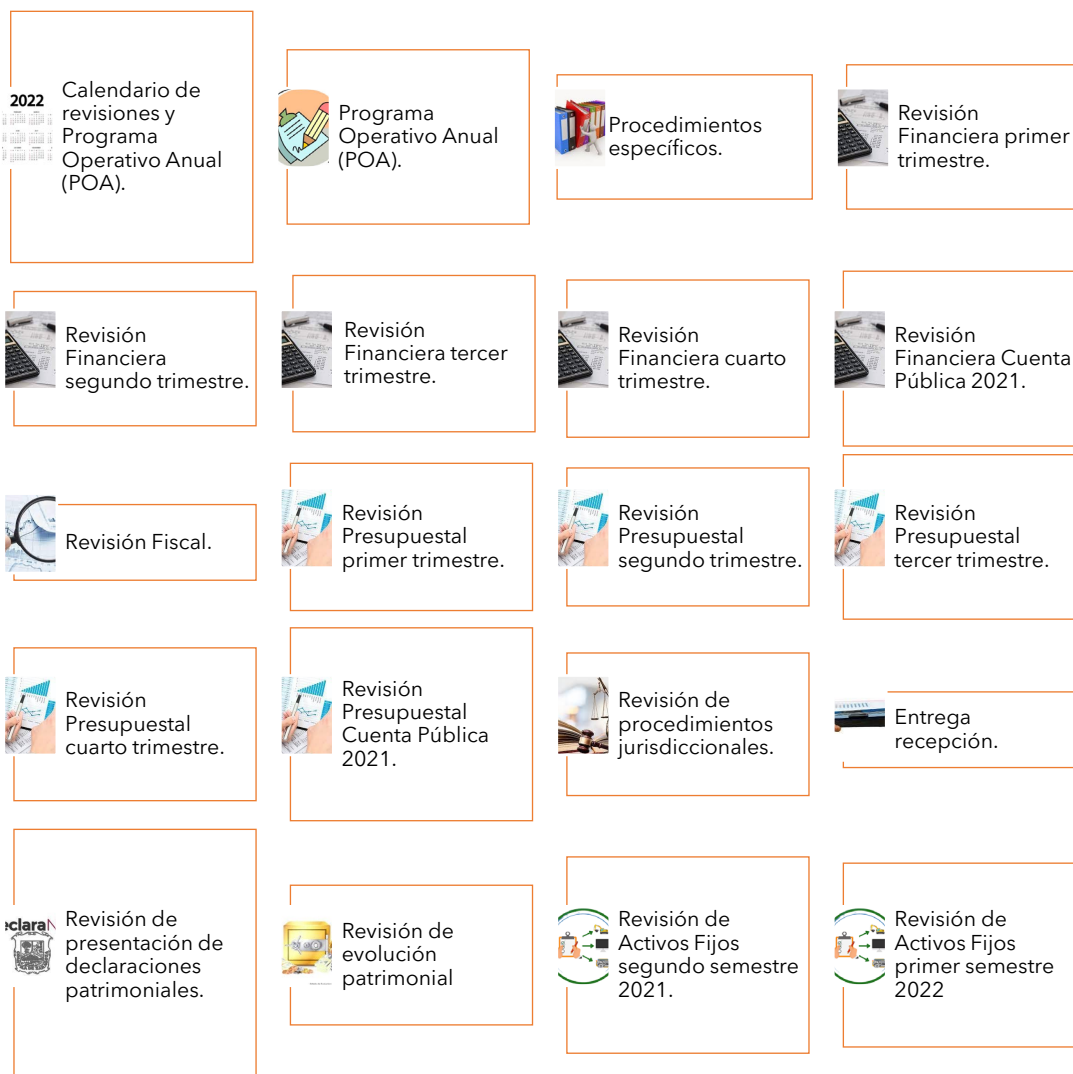 2022
Calendario de
revisiones y
Programa
Operativo Anual
(POA).
Programa
Operativo Anual
(POA).
Procedimientos
específicos.
Revisión
Financiera primer
trimestre.
Revisión
Financiera
segundo trimestre.
Revisión
Financiera tercer
trimestre.
Revisión
Financiera cuarto
trimestre.
Revisión
Financiera Cuenta
Pública 2021.
Revisión Fiscal.
Revisión
Presupuestal
primer trimestre.
Revisión
Presupuestal
segundo trimestre.
Revisión
Presupuestal
tercer trimestre.
Revisión
Presupuestal
cuarto trimestre.
Revisión
Presupuestal
Cuenta Pública
2021.
Revisión de
procedimientos
jurisdiccionales.
Entrega
recepción.
eclaraN
Revisión de
presentación de
declaraciones
patrimoniales.
Revisión de
evolución
patrimonial
Revisión de
Activos Fijos
segundo semestre
2021.
Revisión de
Activos Fijos
primer semestre
2022